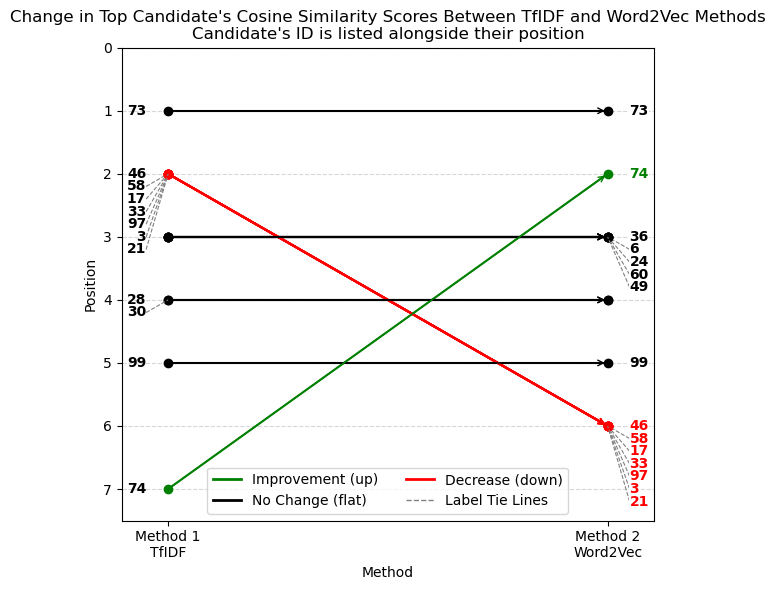 Change in Top Candidate's Cosine Similarity Scores Between TfIDF and Word2Vec Methods
Candidate's ID is listed alongside their position
0
1
2
3
4
5
6
7
Position
73
46
58
17
33
97
3
21
28
30
99
74
73
74
36
6
24
60
49
99
46
58
17
33
97
3
21
Improvement (up)
No Change (flat)
Decrease (down)
Label Tie Lines
Method 1
TfIDF
Method 2
Word2Vec
Method